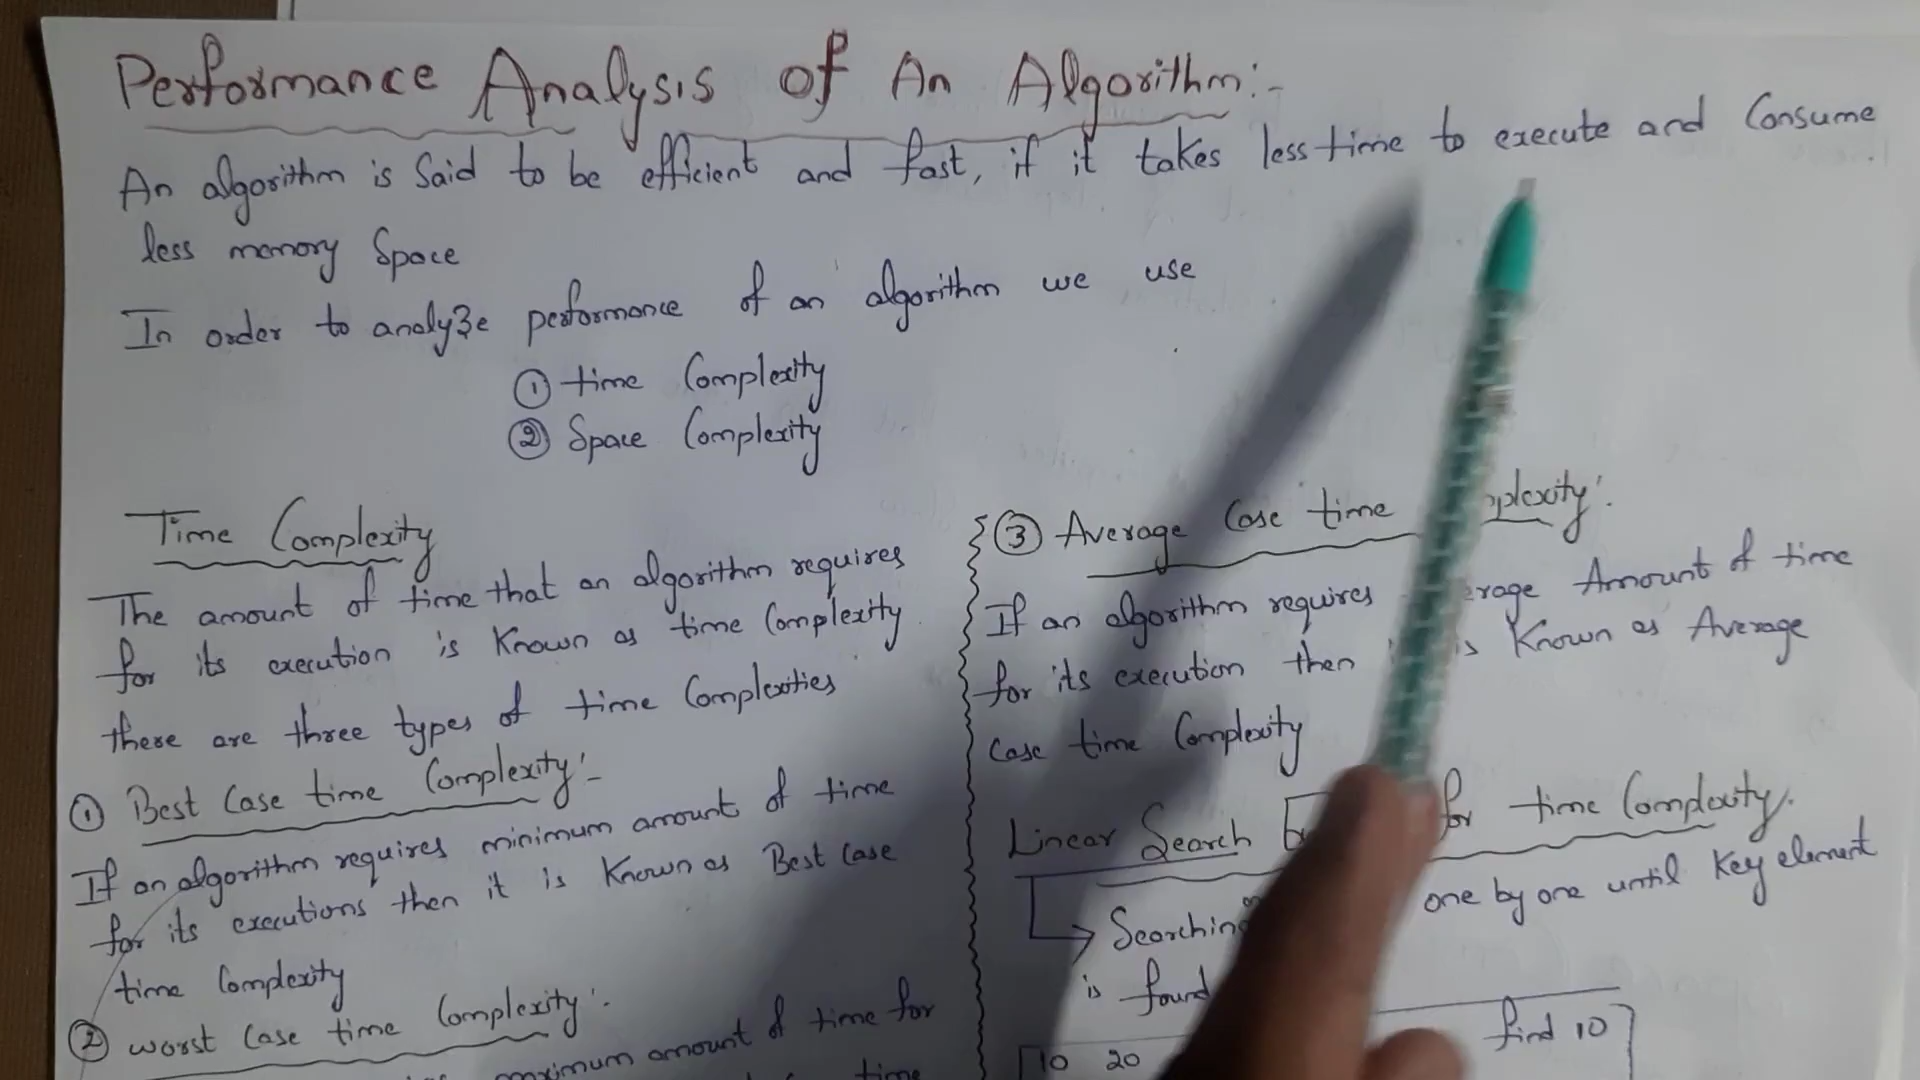 Performance Analysis of An Algorithm:-
An algorithm is Said to be efficient and fast, if it takes less time to execute and Consume
less memory Space
In order to analyze performance of an algorithm we use
① time Complexity
② Space Complexity
Time Complexity
The amount of time that an algorithm requires
for its execution is Known as time Complexity
there are three types of time Complexities
① Best Case time Complexity:-
If an algorithm requires minimum amount of time
for its executions then it is Known as Best Case
time Complexity
② worst Case time Complexity:-
maximum amount of time for
time
③ Average Case time
If an algorithm requires Amount of time
for its execution then is Known as Average
Case time Complexity
Linear Search for time Complexity.
Searching one by one until Key element
is found
10 20 find 10